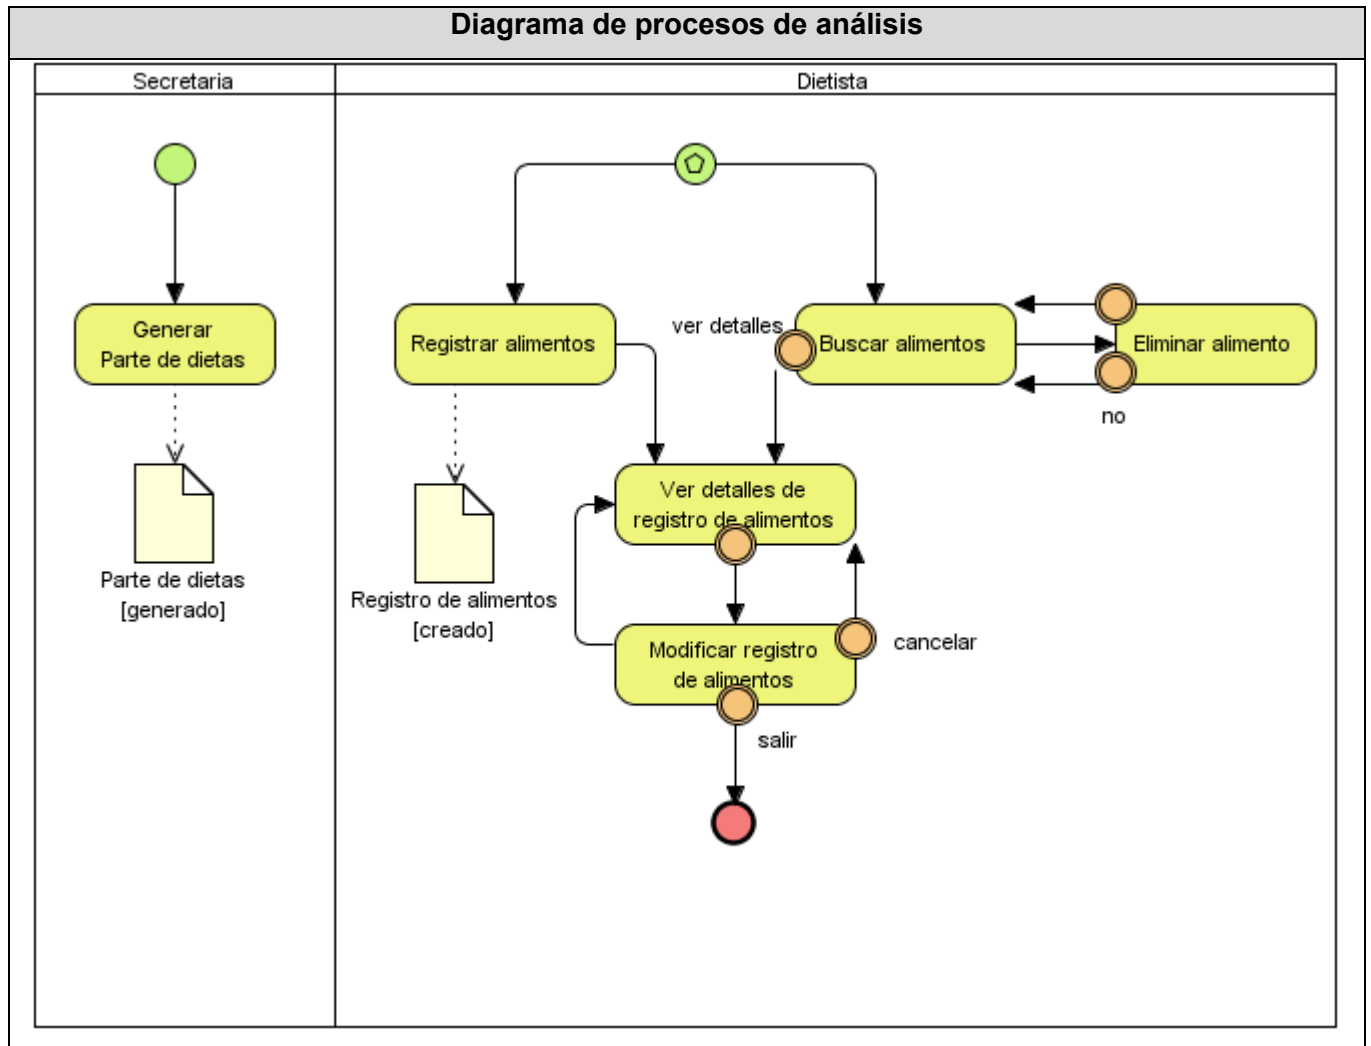 Diagrama de procesos de análisis
Secretaria
Dietista
Generar
Parte de dietas
Registrar alimentos
ver detalles
Buscar alimentos
Eliminar alimento
no
Parte de dietas
[generado]
Registro de alimentos
[creado]
Ver detalles de
registro de alimentos
Modificar registro
de alimentos
cancelar
salir